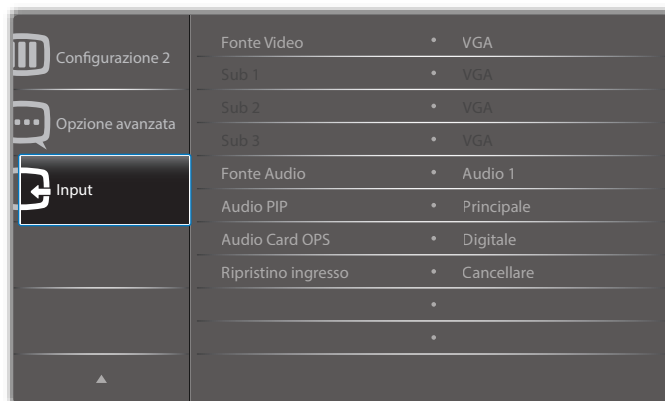 Configurazione 2
Opzione avanzata
Input
Fonte Video • VGA
Sub 1 • VGA
Sub 2 • VGA
Sub 3 • VGA
Fonte Audio • Audio 1
Audio PIP • Principale
Audio Card OPS • Digitale
Ripristino ingresso • Cancellare
•
•